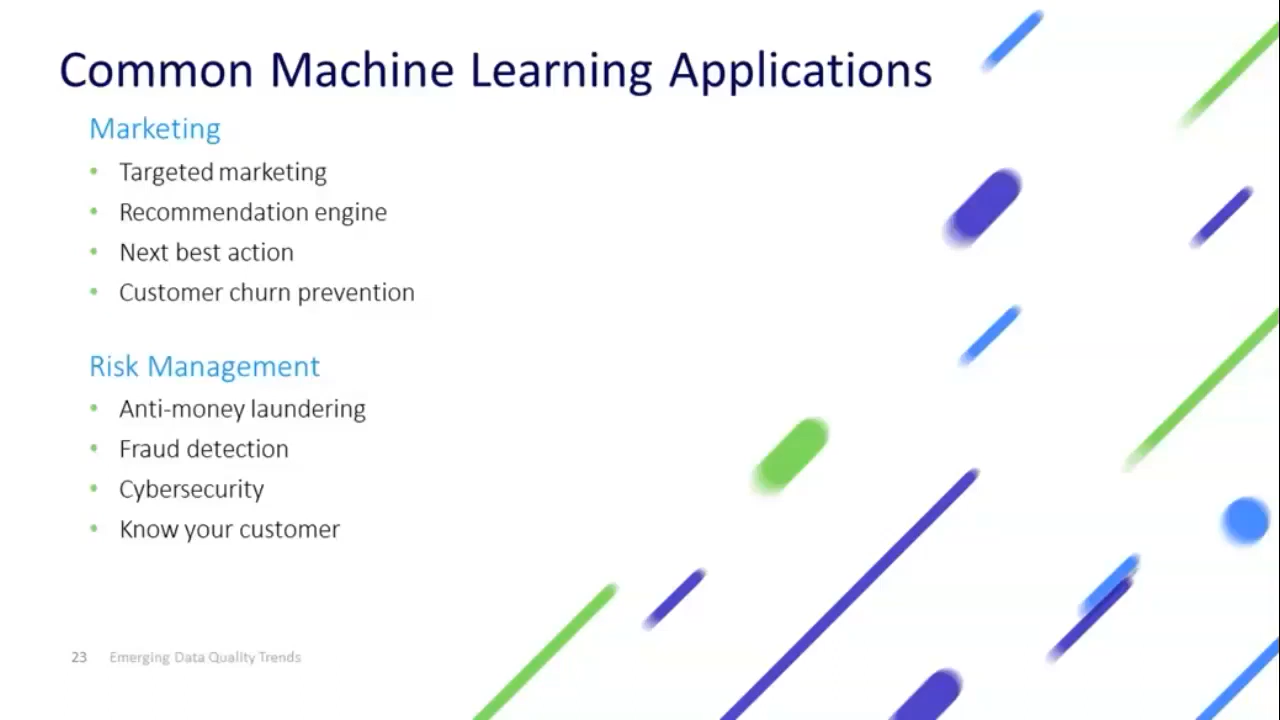 Common Machine Learning Applications
Marketing
• Targeted marketing
• Recommendation engine
• Next best action
• Customer churn prevention
Risk Management
• Anti-money laundering
• Fraud detection
• Cybersecurity
• Know your customer
23 Emerging Data Quality Trends